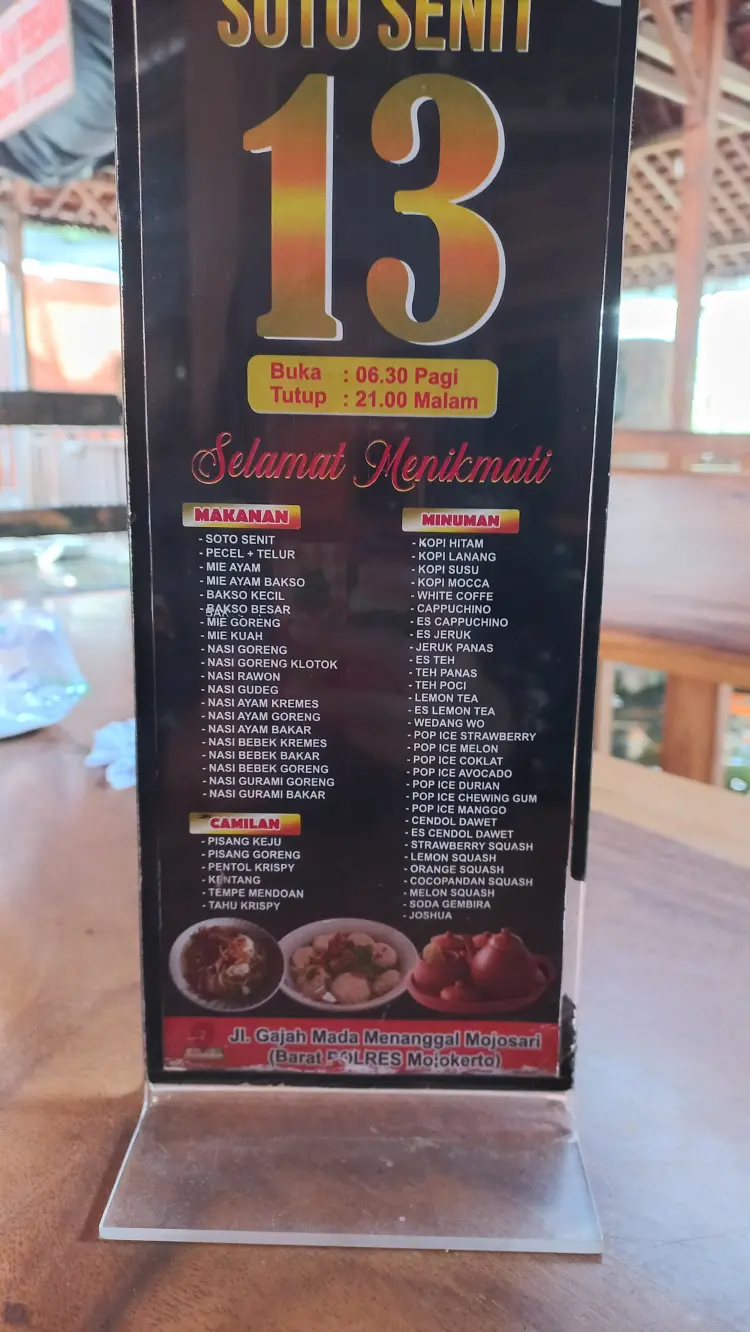 SOTO SENIT
13
Buka : 06.30 Pagi
Tutup : 21.00 Malam
Selamat Menikmati
MAKANAN
- SOTO SENIT
- PECEL + TELUR
- MIE AYAM
- MIE AYAM BAKSO
- BAKSO KECIL
- BAKSO BESAR
- MIE GORENG
- MIE KUAH
- NASI GORENG
- NASI GORENG KLOTOK
- NASI RAWON
- NASI GUDEG
- NASI AYAM KREMES
- NASI AYAM GORENG
- NASI AYAM BAKAR
- NASI BEBEK KREMES
- NASI BEBEK BAKAR
- NASI BEBEK GORENG
- NASI GURAMI GORENG
- NASI GURAMI BAKAR
CAMILAN
- PISANG KEJU
- PISANG GORENG
- PENTOL KRISPY
- KENTANG
- TEMPE MENDOAN
- TAHU KRISPY
MINUMAN
- KOPI HITAM
- KOPI LANANG
- KOPI SUSU
- KOPI MOCCA
- WHITE COFFE
- CAPPUCHINO
- ES CAPPUCHINO
- ES JERUK
- JERUK PANAS
- ES TEH
- TEH PANAS
- TEH POCI
- LEMON TEA
- ES LEMON TEA
- WEDANG WO
- POP ICE STRAWBERRY
- POP ICE MELON
- POP ICE COKLAT
- POP ICE AVOCADO
- POP ICE DURIAN
- POP ICE CHEWING GUM
- POP ICE MANGGO
- CENDOL DAWET
- ES CENDOL DAWET
- STRAWBERRY SQUASH
- LEMON SQUASH
- ORANGE SQUASH
- COCOPANDAN SQUASH
- MELON SQUASH
- SODA GEMBIRA
- JOSHUA
Jl. Gajah Mada Menanggal Mojosari
(Barat POLRES Mojokerto)